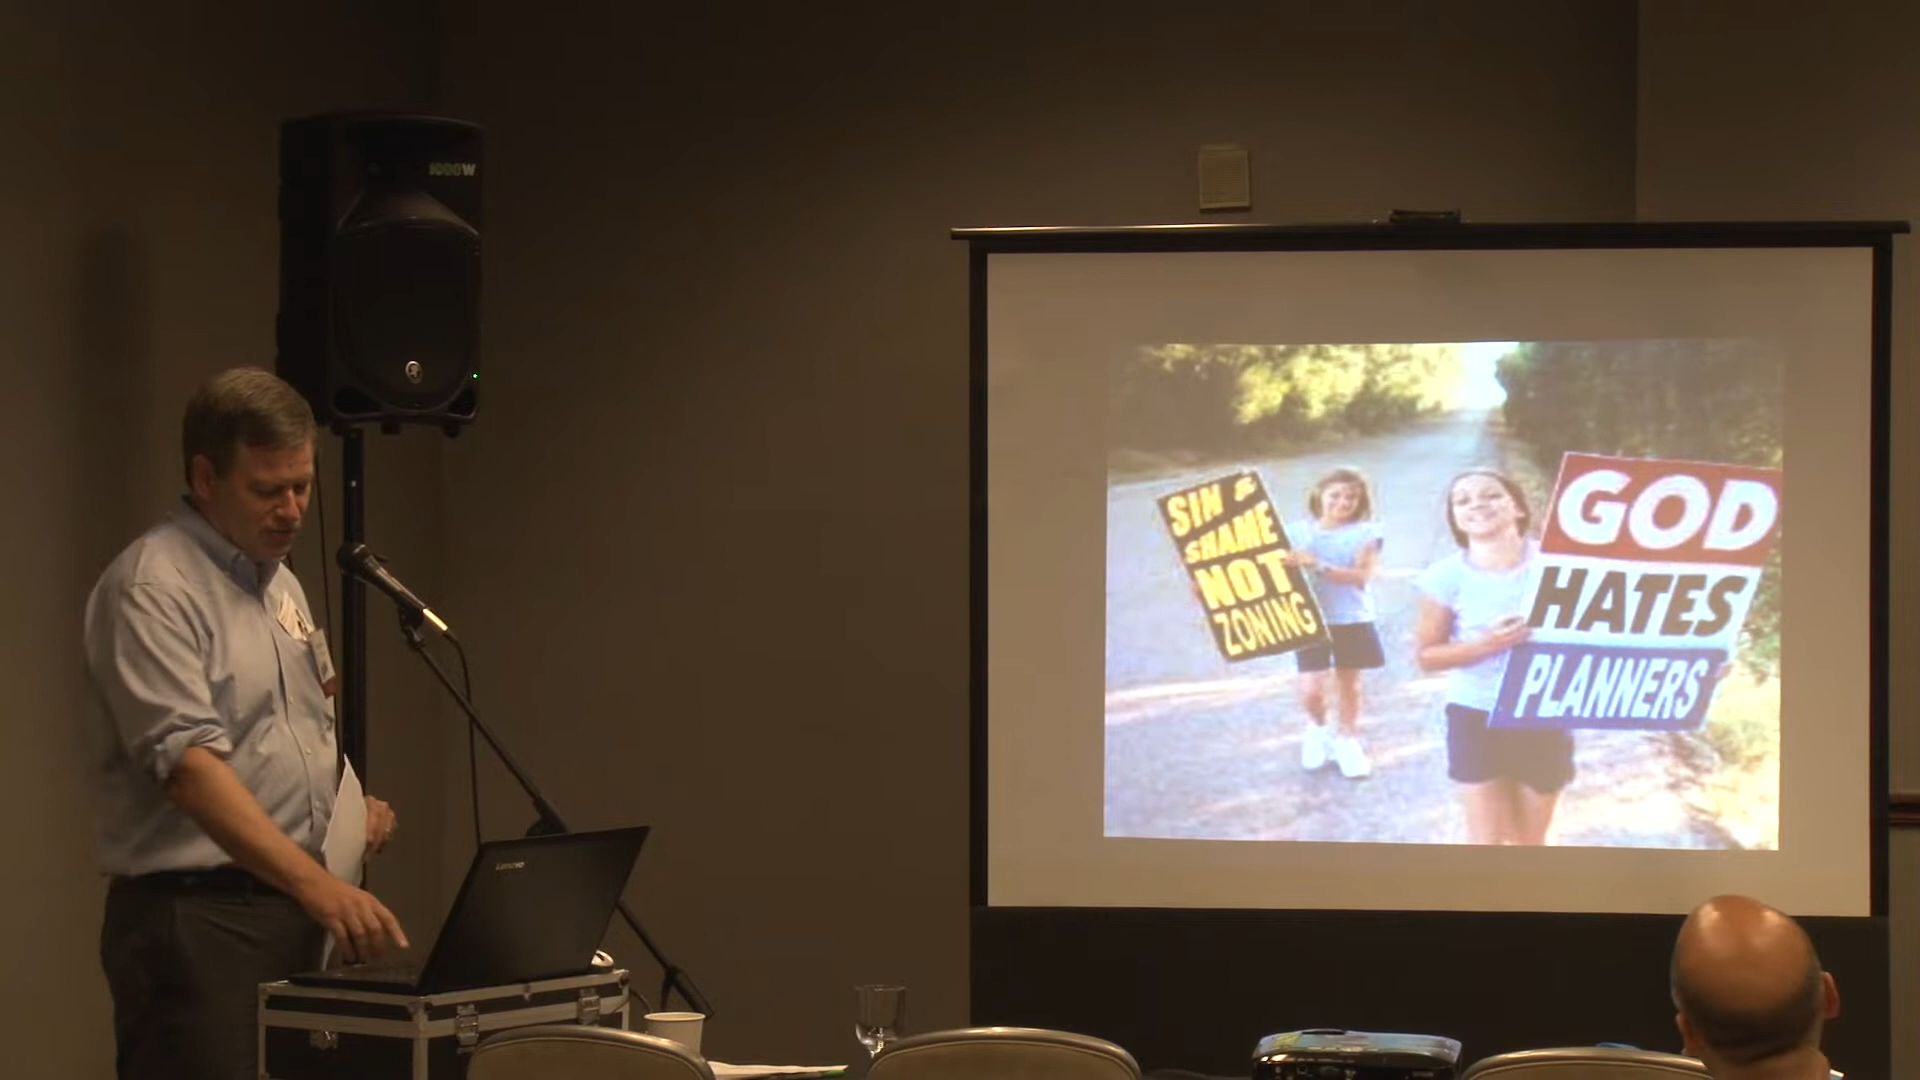 1000W
SIN &
SHAME
NOT
ZONING
GOD
HATES
PLANNERS
Lenovo